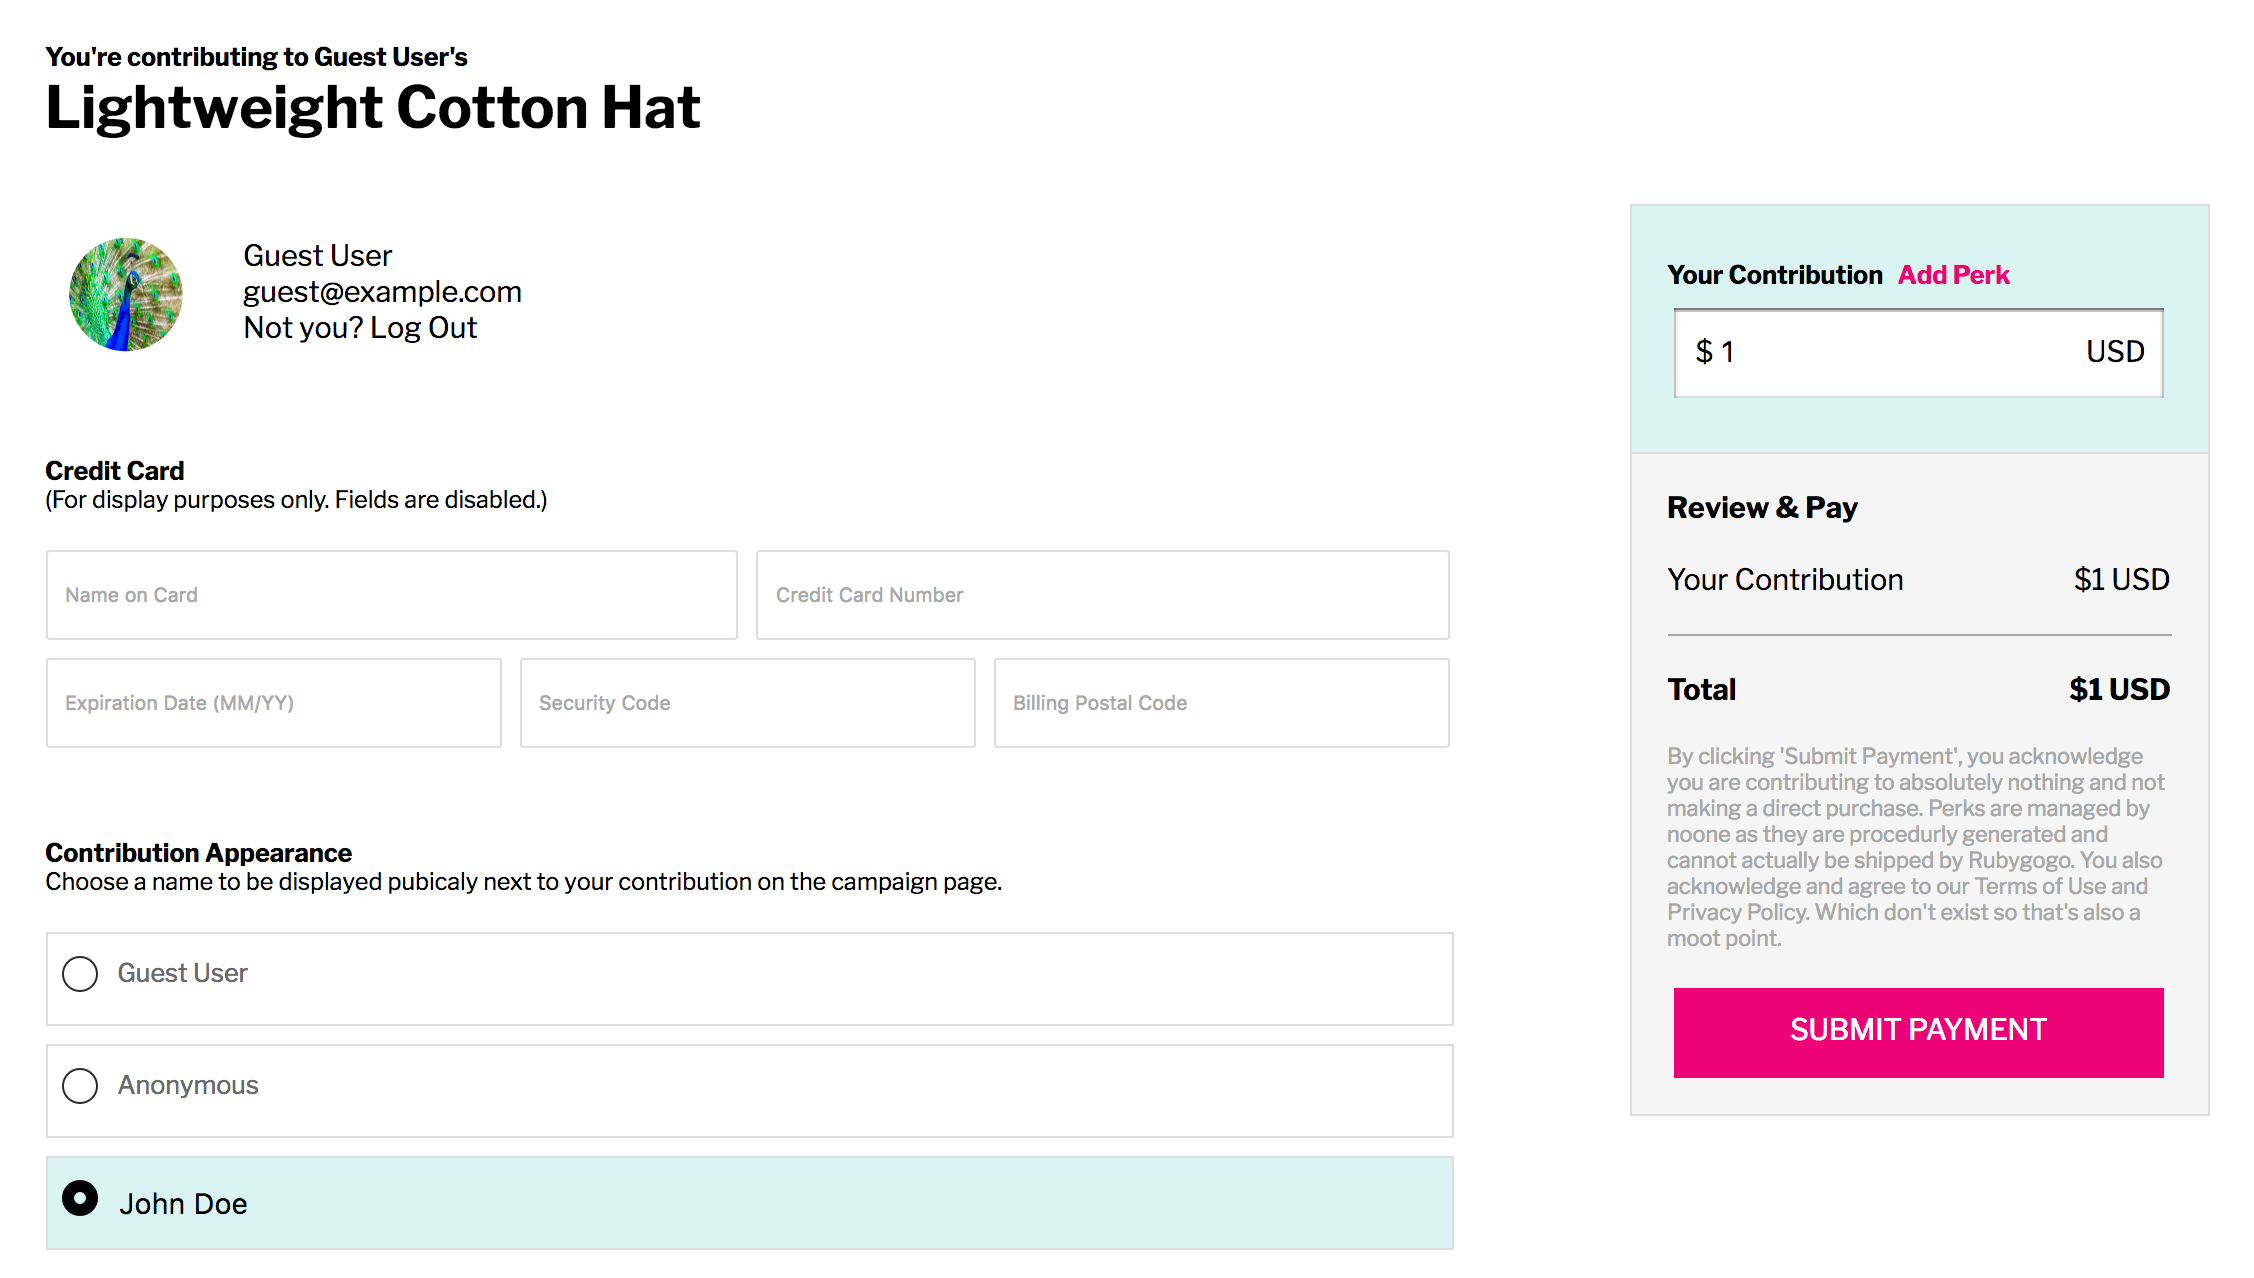 You're contributing to Guest User's
Lightweight Cotton Hat
Guest User
guest@example.com
Not you? Log Out
Credit Card
(For display purposes only. Fields are disabled.)
Name on Card
Credit Card Number
Expiration Date (MM/YY)
Security Code
Billing Postal Code
Contribution Appearance
Choose a name to be displayed pubicaly next to your contribution on the campaign page.
Guest User
Anonymous
John Doe
Your Contribution Add Perk
$ 1 USD
Review & Pay
Your Contribution $1 USD
Total $1 USD
By clicking 'Submit Payment', you acknowledge
you are contributing to absolutely nothing and not
making a direct purchase. Perks are managed by
noone as they are procedurly generated and
cannot actually be shipped by Rubygogo. You also
acknowledge and agree to our Terms of Use and
Privacy Policy. Which don't exist so that's also a
moot point.
SUBMIT PAYMENT